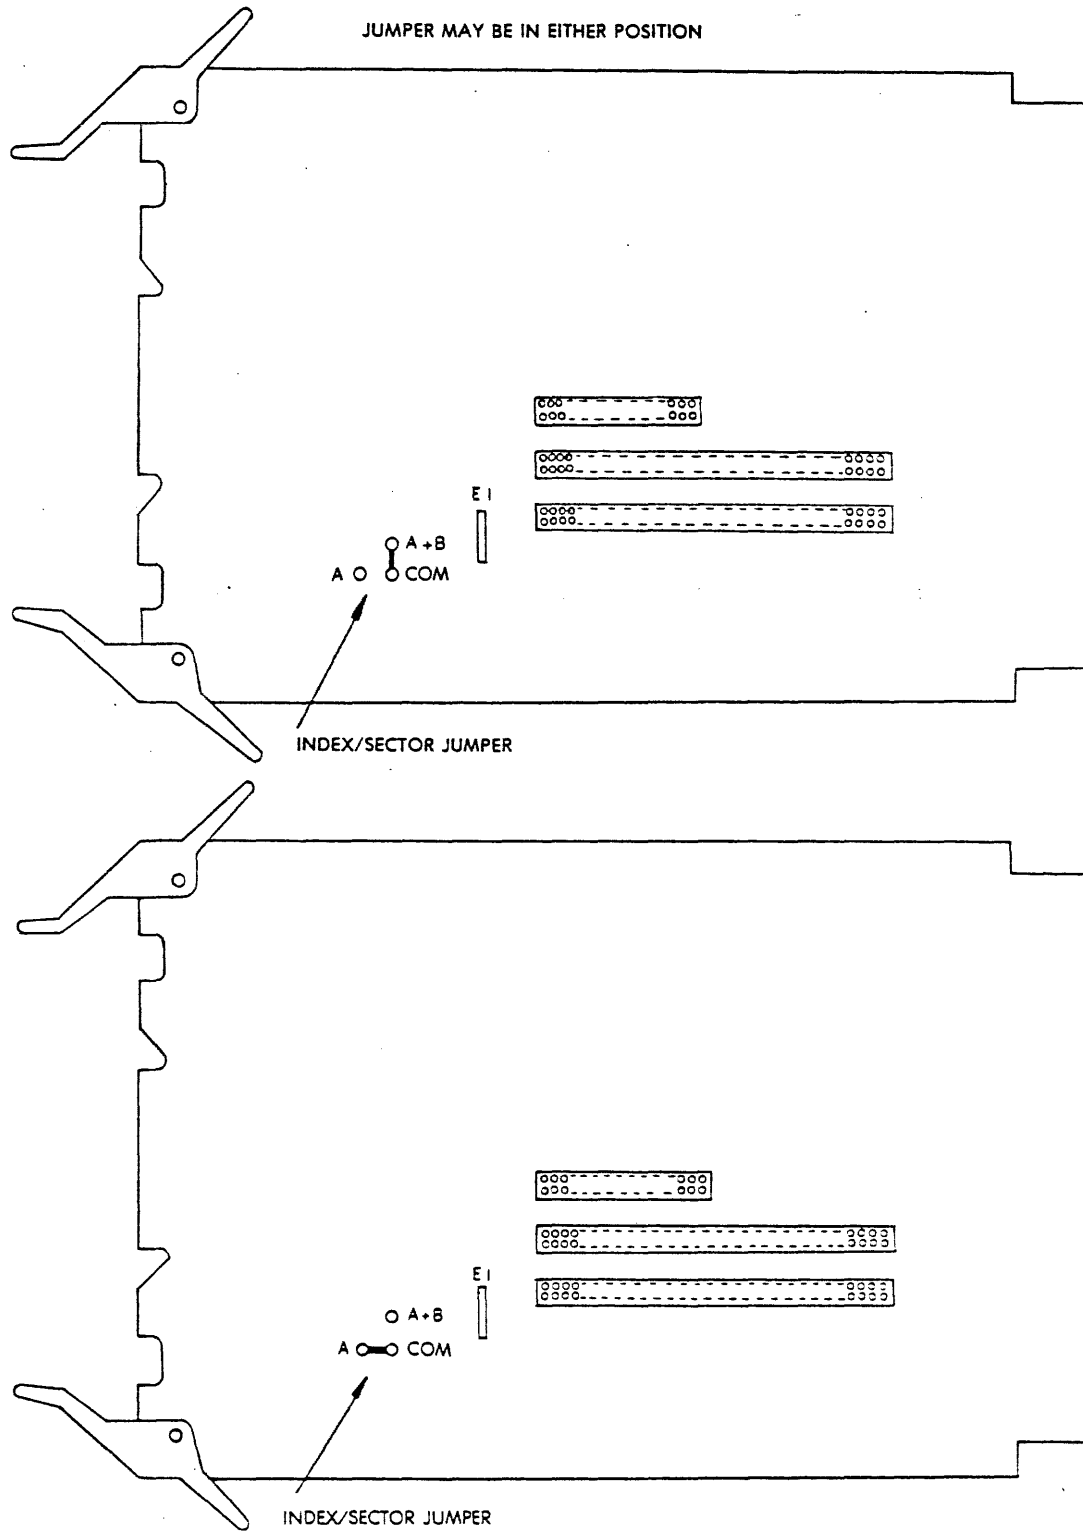 JUMPER MAY BE IN EITHER POSITION
E1
A+B
A COM
INDEX/SECTOR JUMPER
E1
A+B
A COM
INDEX/SECTOR JUMPER